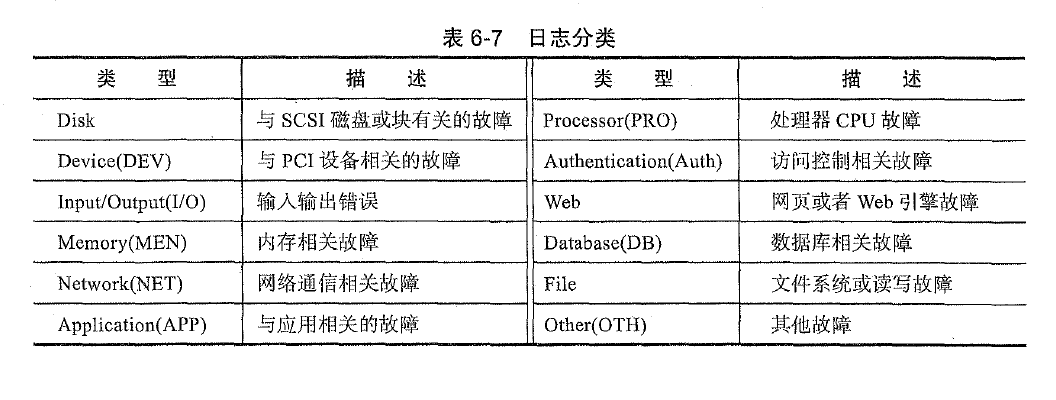 表 6-7 日志分类
类 型 描 述 类 型 描 述
Disk 与 SCSI 磁盘或块有关的故障 Processor(PRO) 处理器 CPU 故障
Device(DEV) 与 PCI 设备相关的故障 Authentication(Auth) 访问控制相关故障
Input/Output(I/O) 输入输出错误 Web 网页或者 Web 引擎故障
Memory(MEN) 内存相关故障 Database(DB) 数据库相关故障
Network(NET) 网络通信相关故障 File 文件系统或读写故障
Application(APP) 与应用相关的故障 Other(OTH) 其他故障